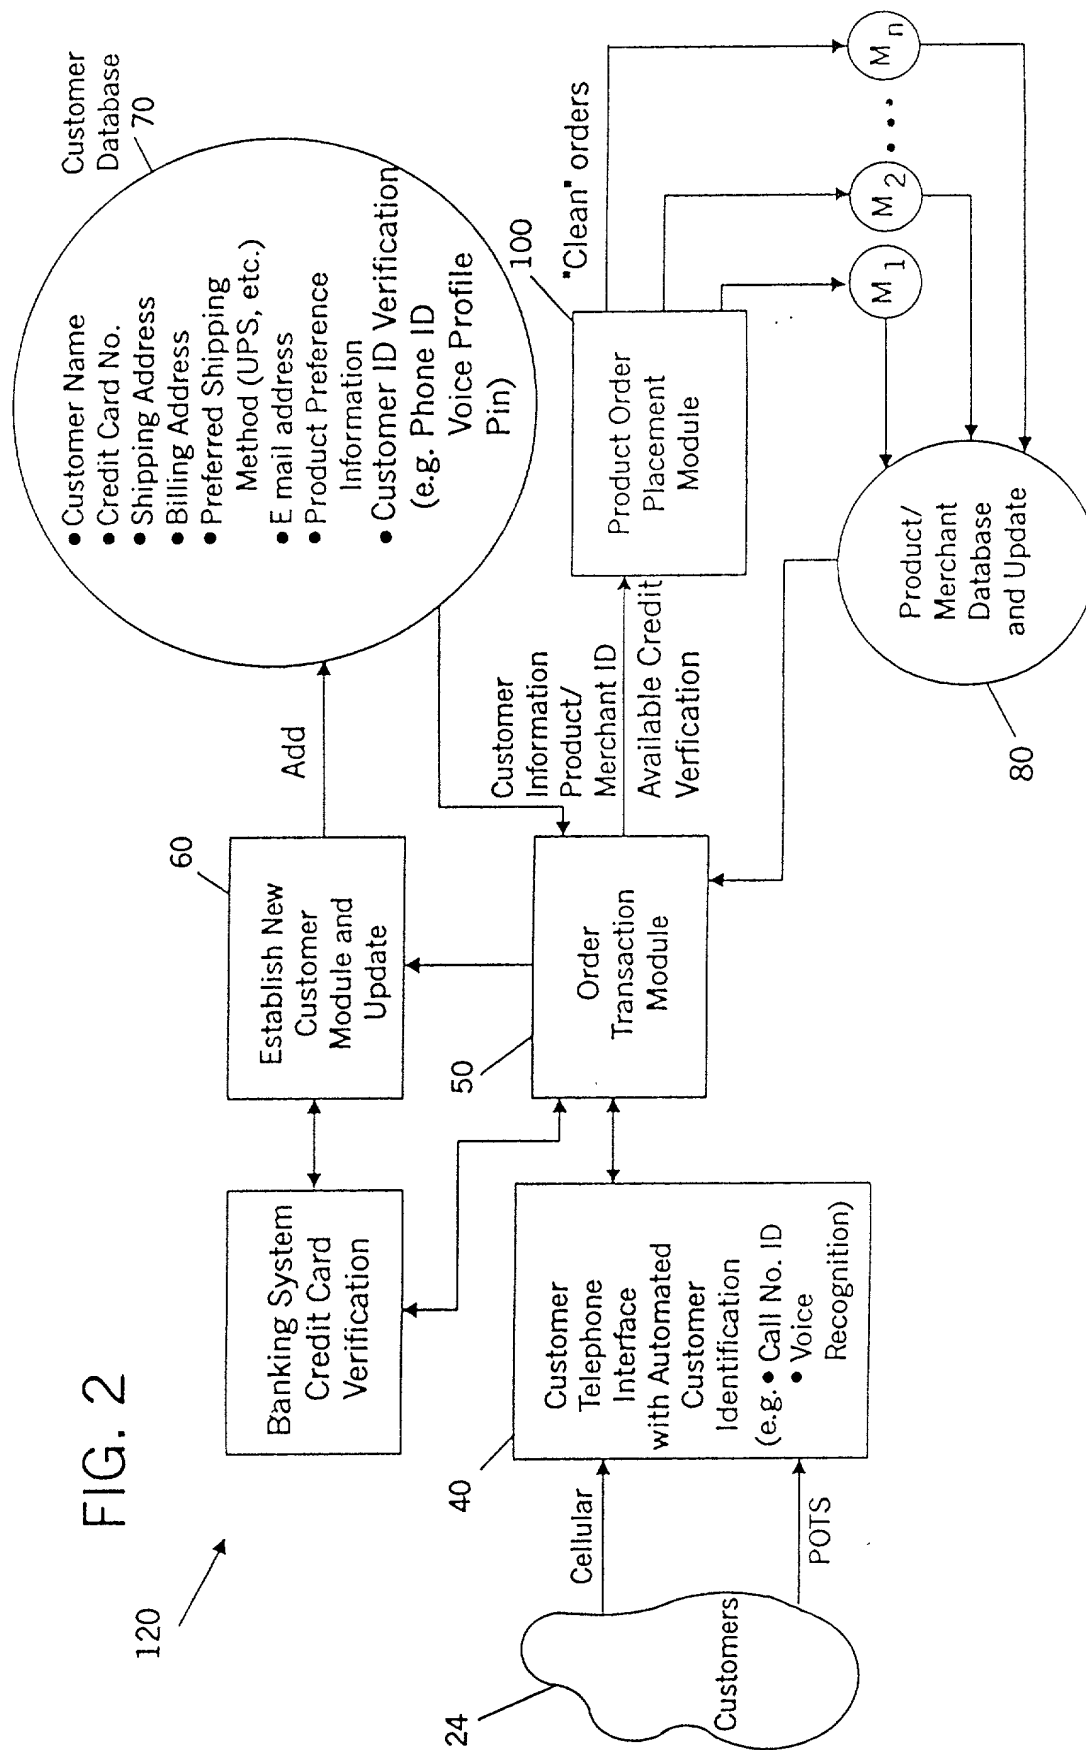 FIG. 2
120
Customer
Database
70
● Customer Name
● Credit Card No.
● Shipping Address
● Billing Address
● Preferred Shipping
Method (UPS, etc.)
● E mail address
● Product Preference
Information
● Customer ID Verification
(e.g. Phone ID
Voice Profile
Pin)
Add
60
Establish New
Customer
Module and
Update
Banking System
Credit Card
Verification
24
Customers
Cellular
POTS
40
Customer
Telephone
Interface
with Automated
Customer
Identification
(e.g. ● Call No. ID
● Voice
Recognition)
50
Order
Transaction
Module
Customer
Information
Product/
Merchant ID
Available Credit
Verfication
100
Product Order
Placement
Module
"Clean" orders
M1
M2
● ● ● ●
Mn
Product/
Merchant
Database
and Update
80